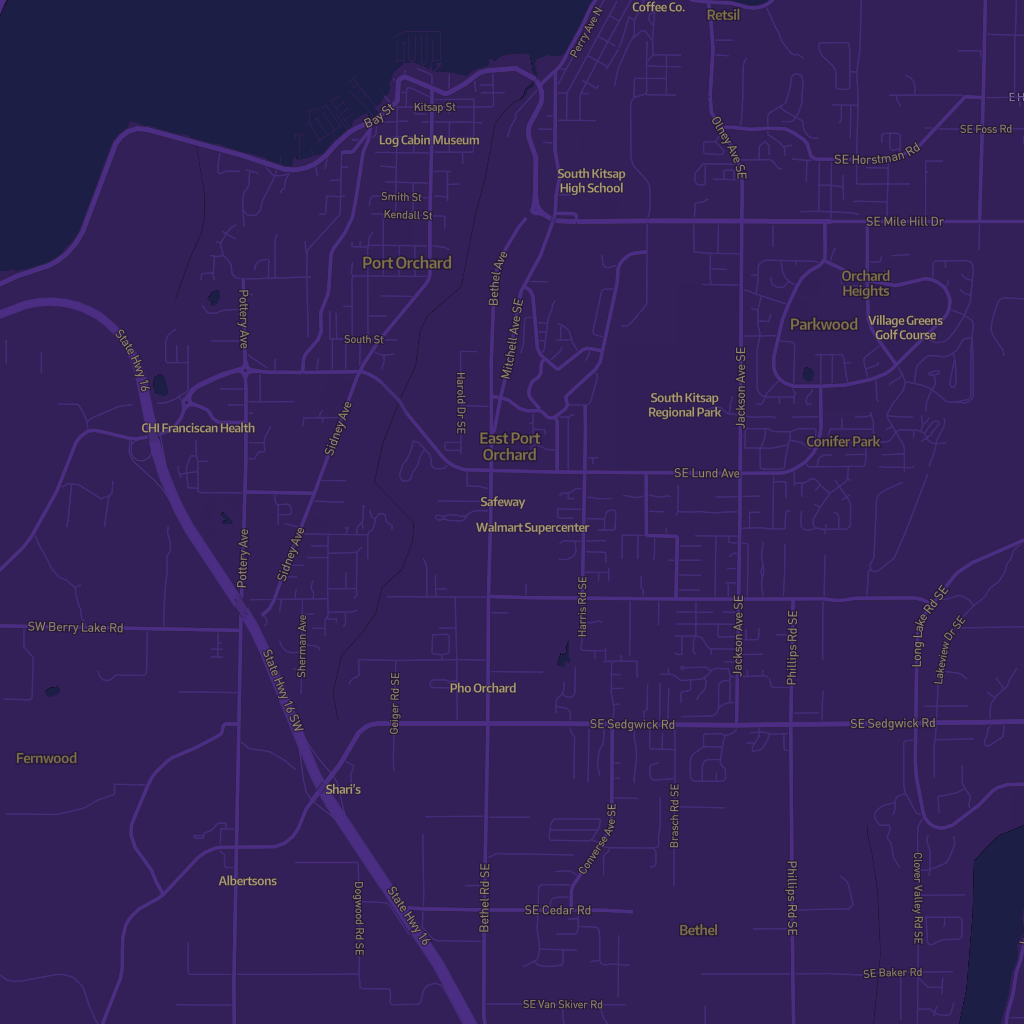 Coffee Co.
Retsil
Perry Ave N
Kitsap St
Bay St
Log Cabin Museum
Olney Ave SE
SE Foss Rd
SE Horstman Rd
South Kitsap
High School
Smith St
Kendall St
SE Mile Hill Dr
Port Orchard
Bethel Ave
Orchard
Heights
Pottery Ave
Mitchell Ave SE
Parkwood
Village Greens
Golf Course
State Hwy 16
South St
Jackson Ave SE
Harold Dr SE
South Kitsap
Regional Park
Sidney Ave
CHI Franciscan Health
East Port
Orchard
Conifer Park
SE Lund Ave
Safeway
Walmart Supercenter
Pottery Ave
Sidney Ave
Harris Rd SE
Jackson Ave SE
Phillips Rd SE
Long Lake Rd SE
Lakeview Dr SE
SW Berry Lake Rd
Sherman Ave
State Hwy 16 SW
Geiger Rd SE
Pho Orchard
SE Sedgwick Rd
SE Sedgwick Rd
Fernwood
Shari's
Brasch Rd SE
Converse Ave SE
Albertsons
Dogwood Rd SE
State Hwy 16
Bethel Rd SE
SE Cedar Rd
Phillips Rd SE
Clover Valley Rd SE
Bethel
SE Baker Rd
SE Van Skiver Rd